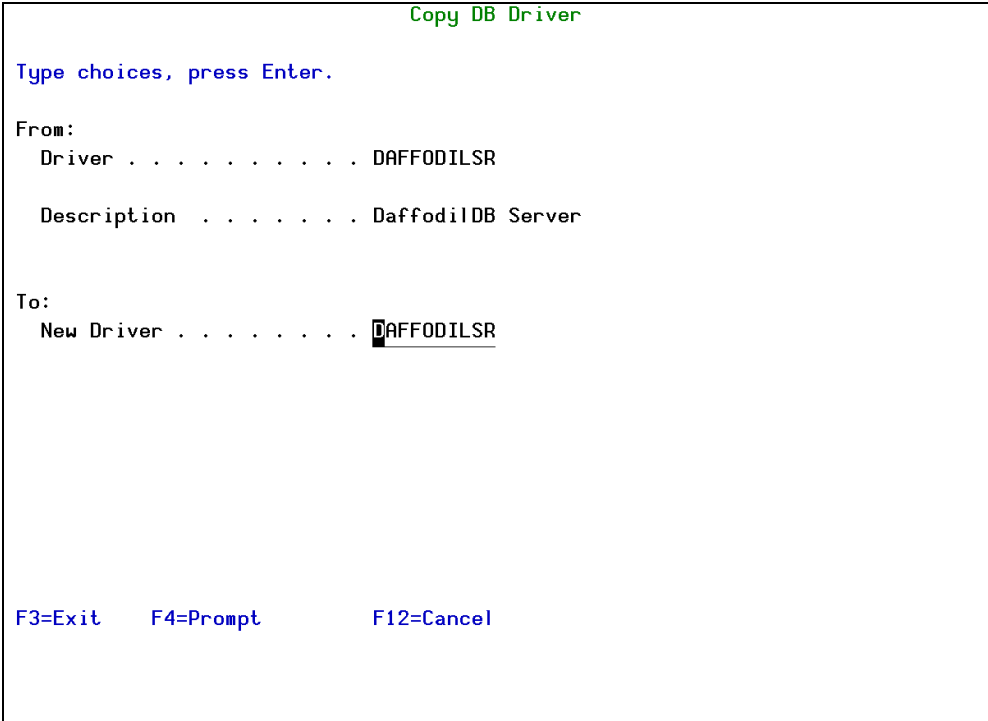 Copy DB Driver
Type choices, press Enter.
From:
Driver . . . . . . . . . . DAFFODILSR
Description . . . . . . . DaffodilDB Server
To:
New Driver . . . . . . . . DAFFODILSR
F3=Exit F4=Prompt F12=Cancel